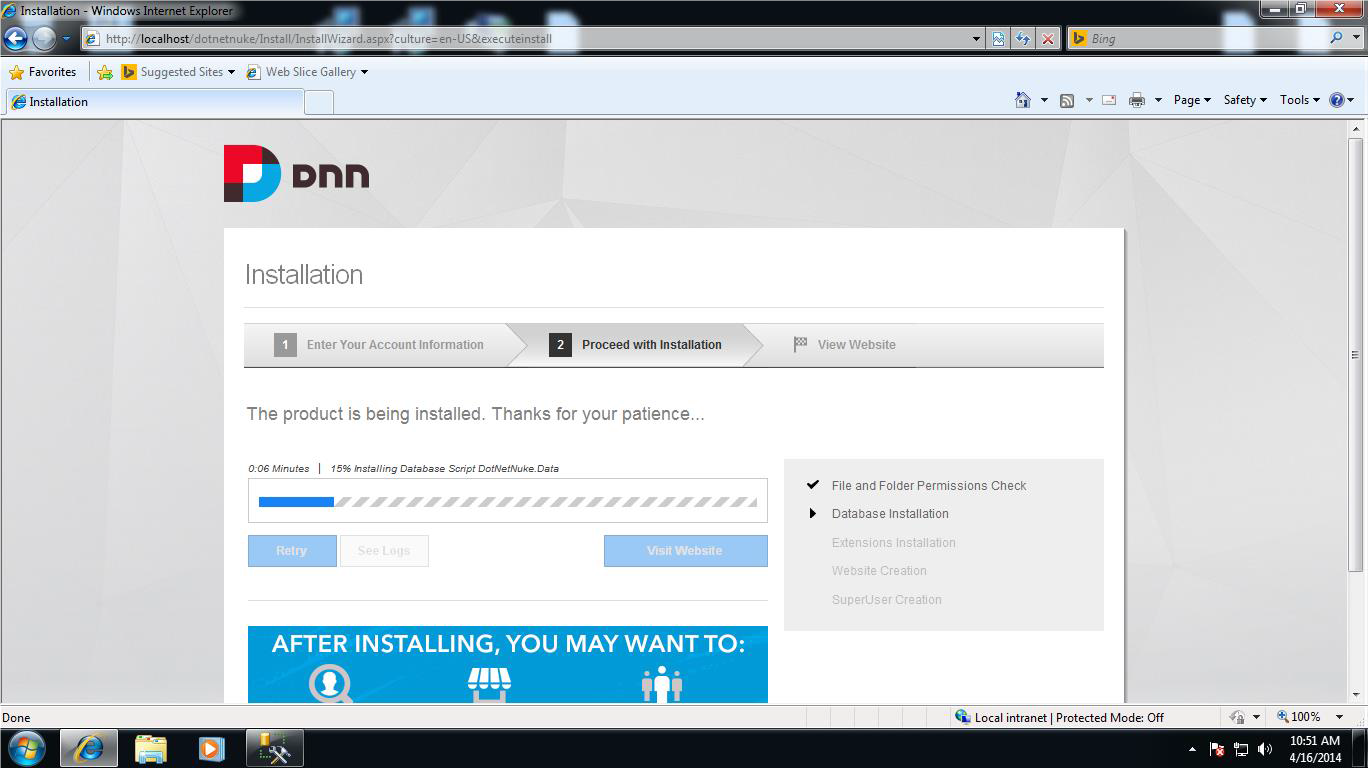 Installation - Windows Internet Explorer
http://localhost/dotnetnuke/Install/InstallWizard.aspx?culture=en-US&executeinstall
Bing
Favorites
Suggested Sites
Web Slice Gallery
Installation
Page
Safety
Tools
DNN
Installation
1 Enter Your Account Information
2 Proceed with Installation
View Website
The product is being installed. Thanks for your patience...
0:06 Minutes | 15% Installing Database Script DotNetNuke.Data
File and Folder Permissions Check
Database Installation
Extensions Installation
Website Creation
SuperUser Creation
Retry
See Logs
Visit Website
AFTER INSTALLING, YOU MAY WANT TO:
Done
Local intranet | Protected Mode: Off
100%
10:51 AM
4/16/2014